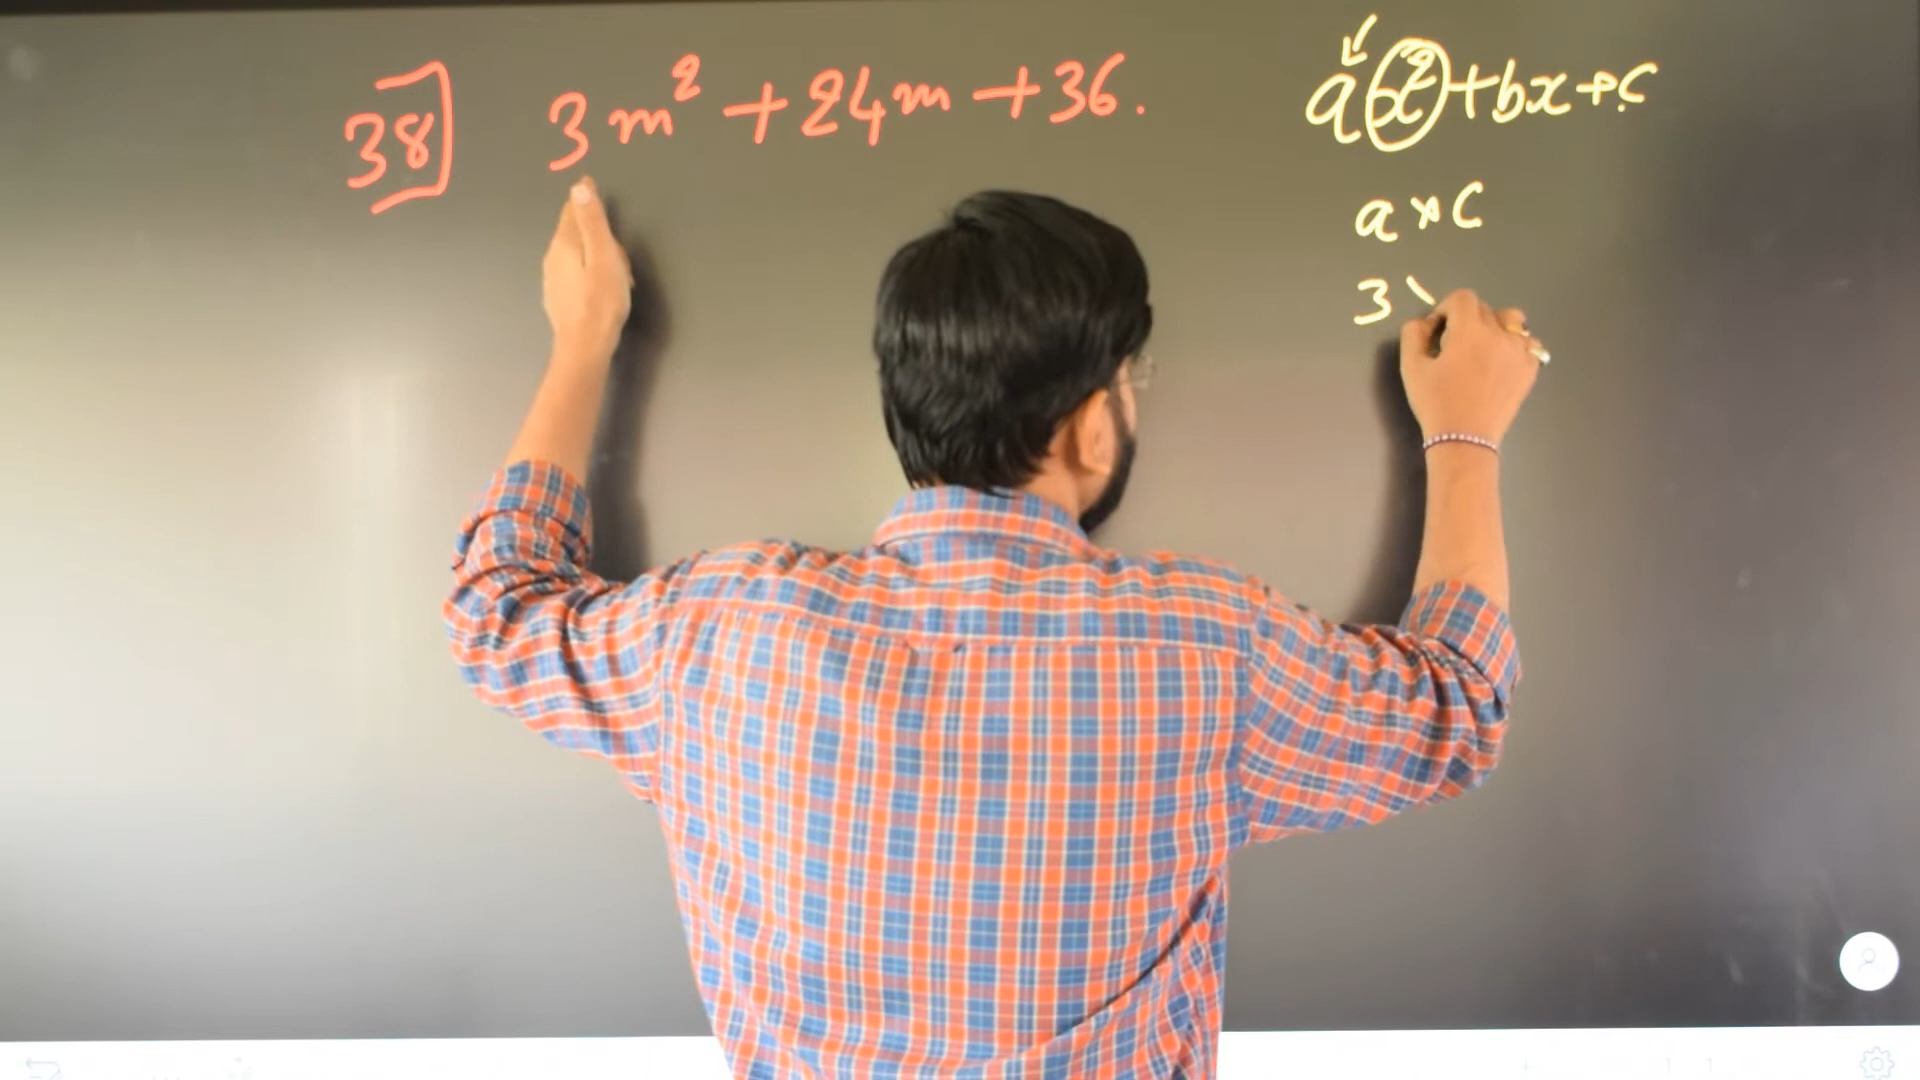 38] 3m² + 24m + 36.
ax² + bx + c
a × c
3